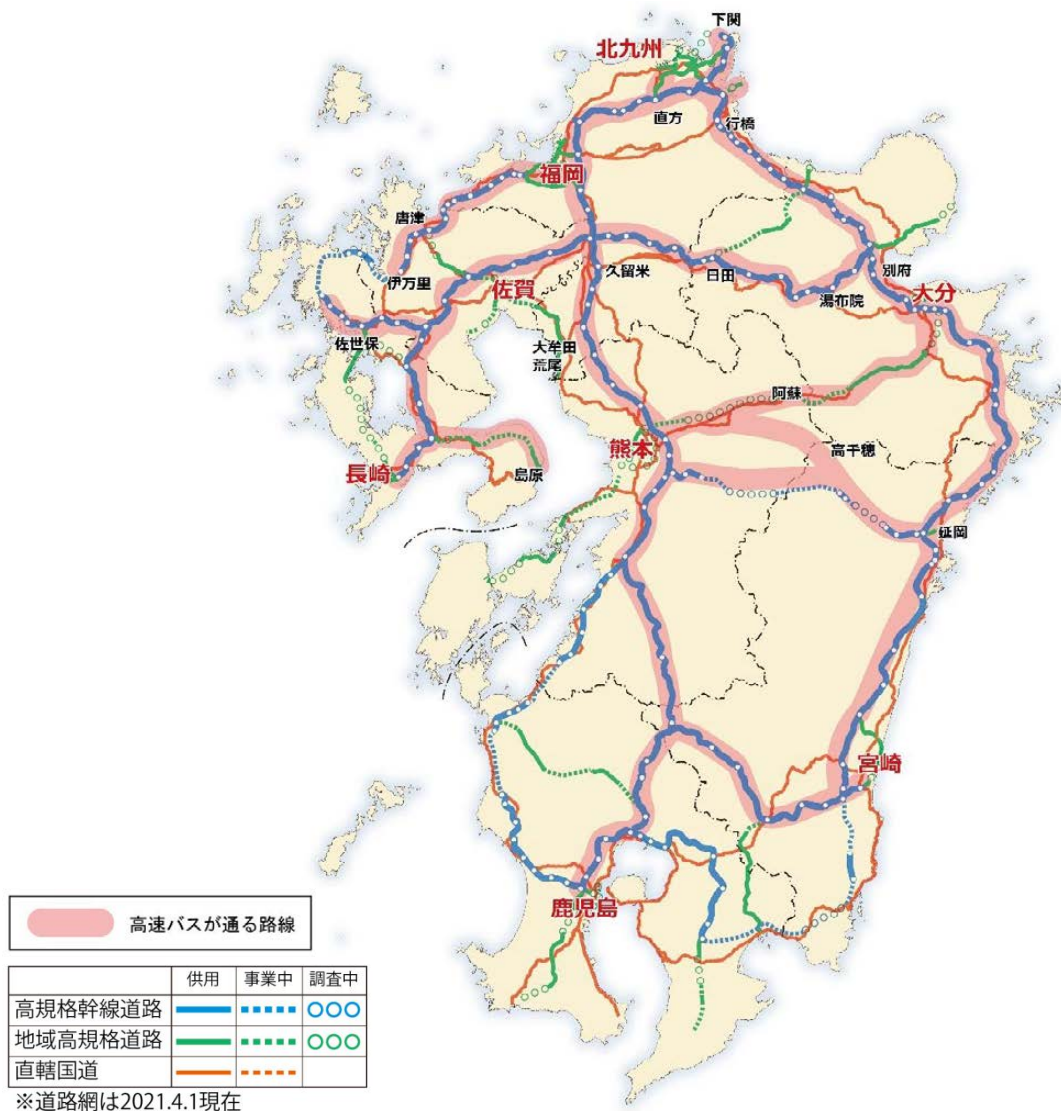 下関
北九州
直方
行橋
福岡
唐津
伊万里
佐賀
久留米
日田
別府
湯布院
大分
佐世保
大牟田
荒尾
阿蘇
熊本
高千穂
長崎
島原
延岡
宮崎
鹿児島
高速バスが通る路線
供用 事業中 調査中
高規格幹線道路
地域高規格道路
直轄国道
※道路網は2021.4.1現在